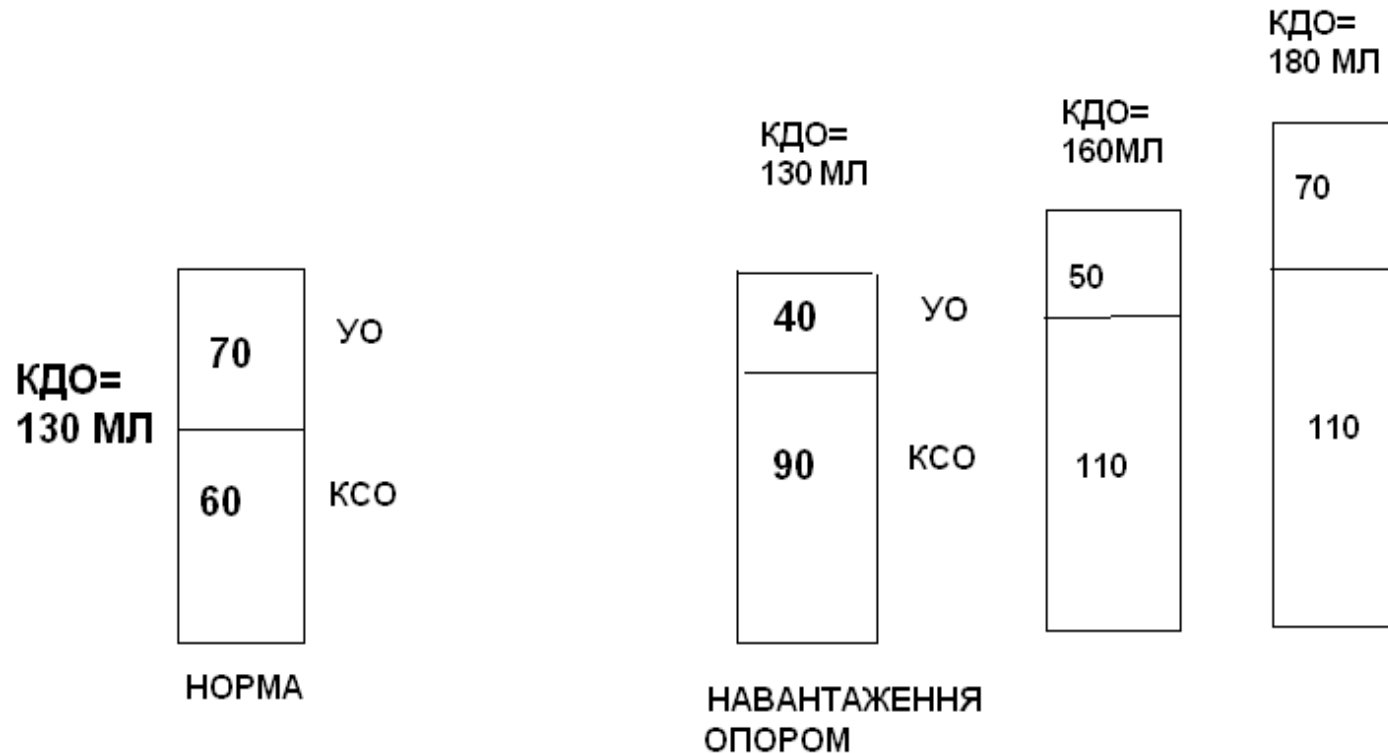 КДО=
130 МЛ
70
УО
60
КСО
НОРМА
КДО=
130 МЛ
40
УО
90
КСО
НАВАНТАЖЕННЯ
ОПОРОМ
КДО=
160МЛ
50
110
КДО=
180 МЛ
70
110